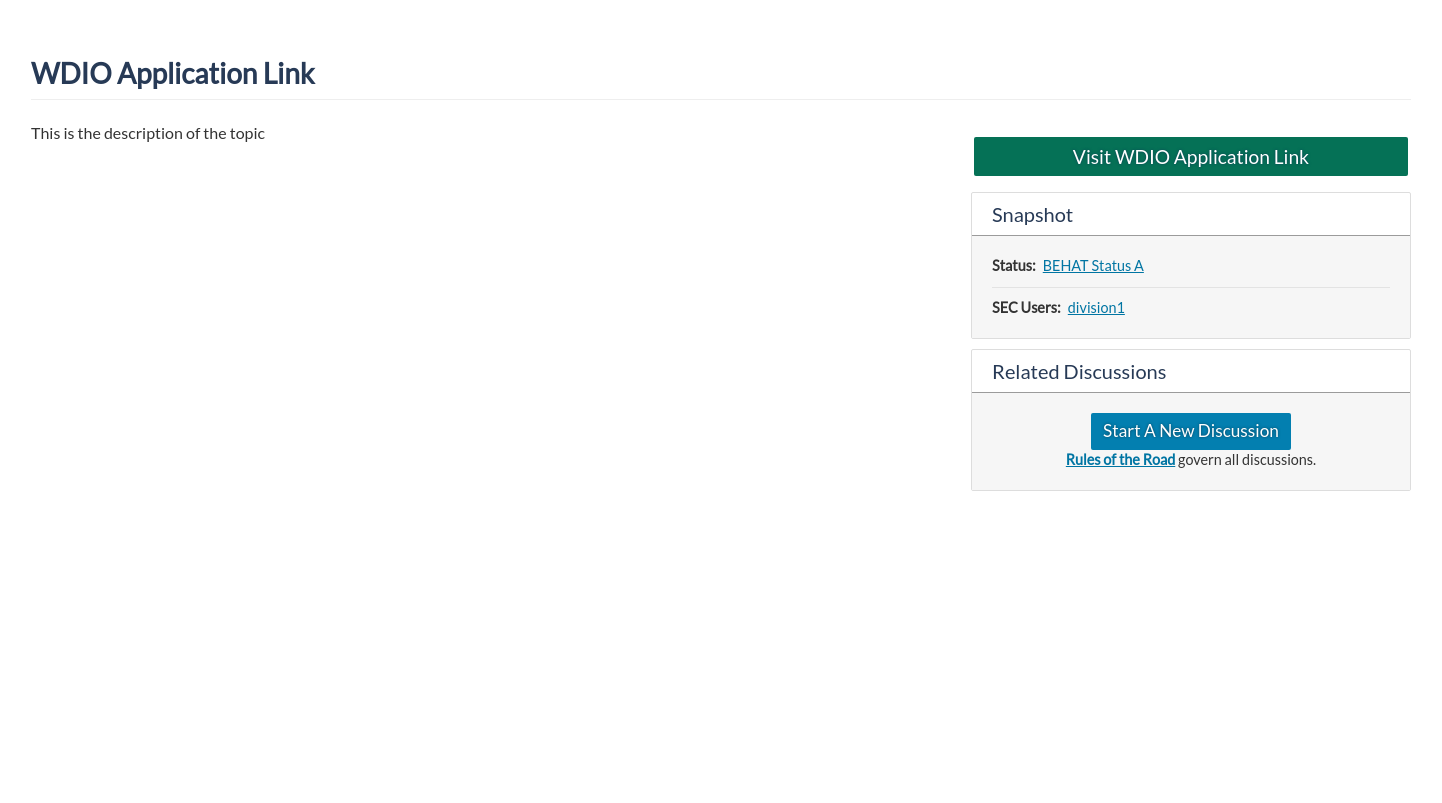 WDIO Application Link
This is the description of the topic
Visit WDIO Application Link
Snapshot
Status: BEHAT Status A
SEC Users: division1
Related Discussions
Start A New Discussion
Rules of the Road govern all discussions.